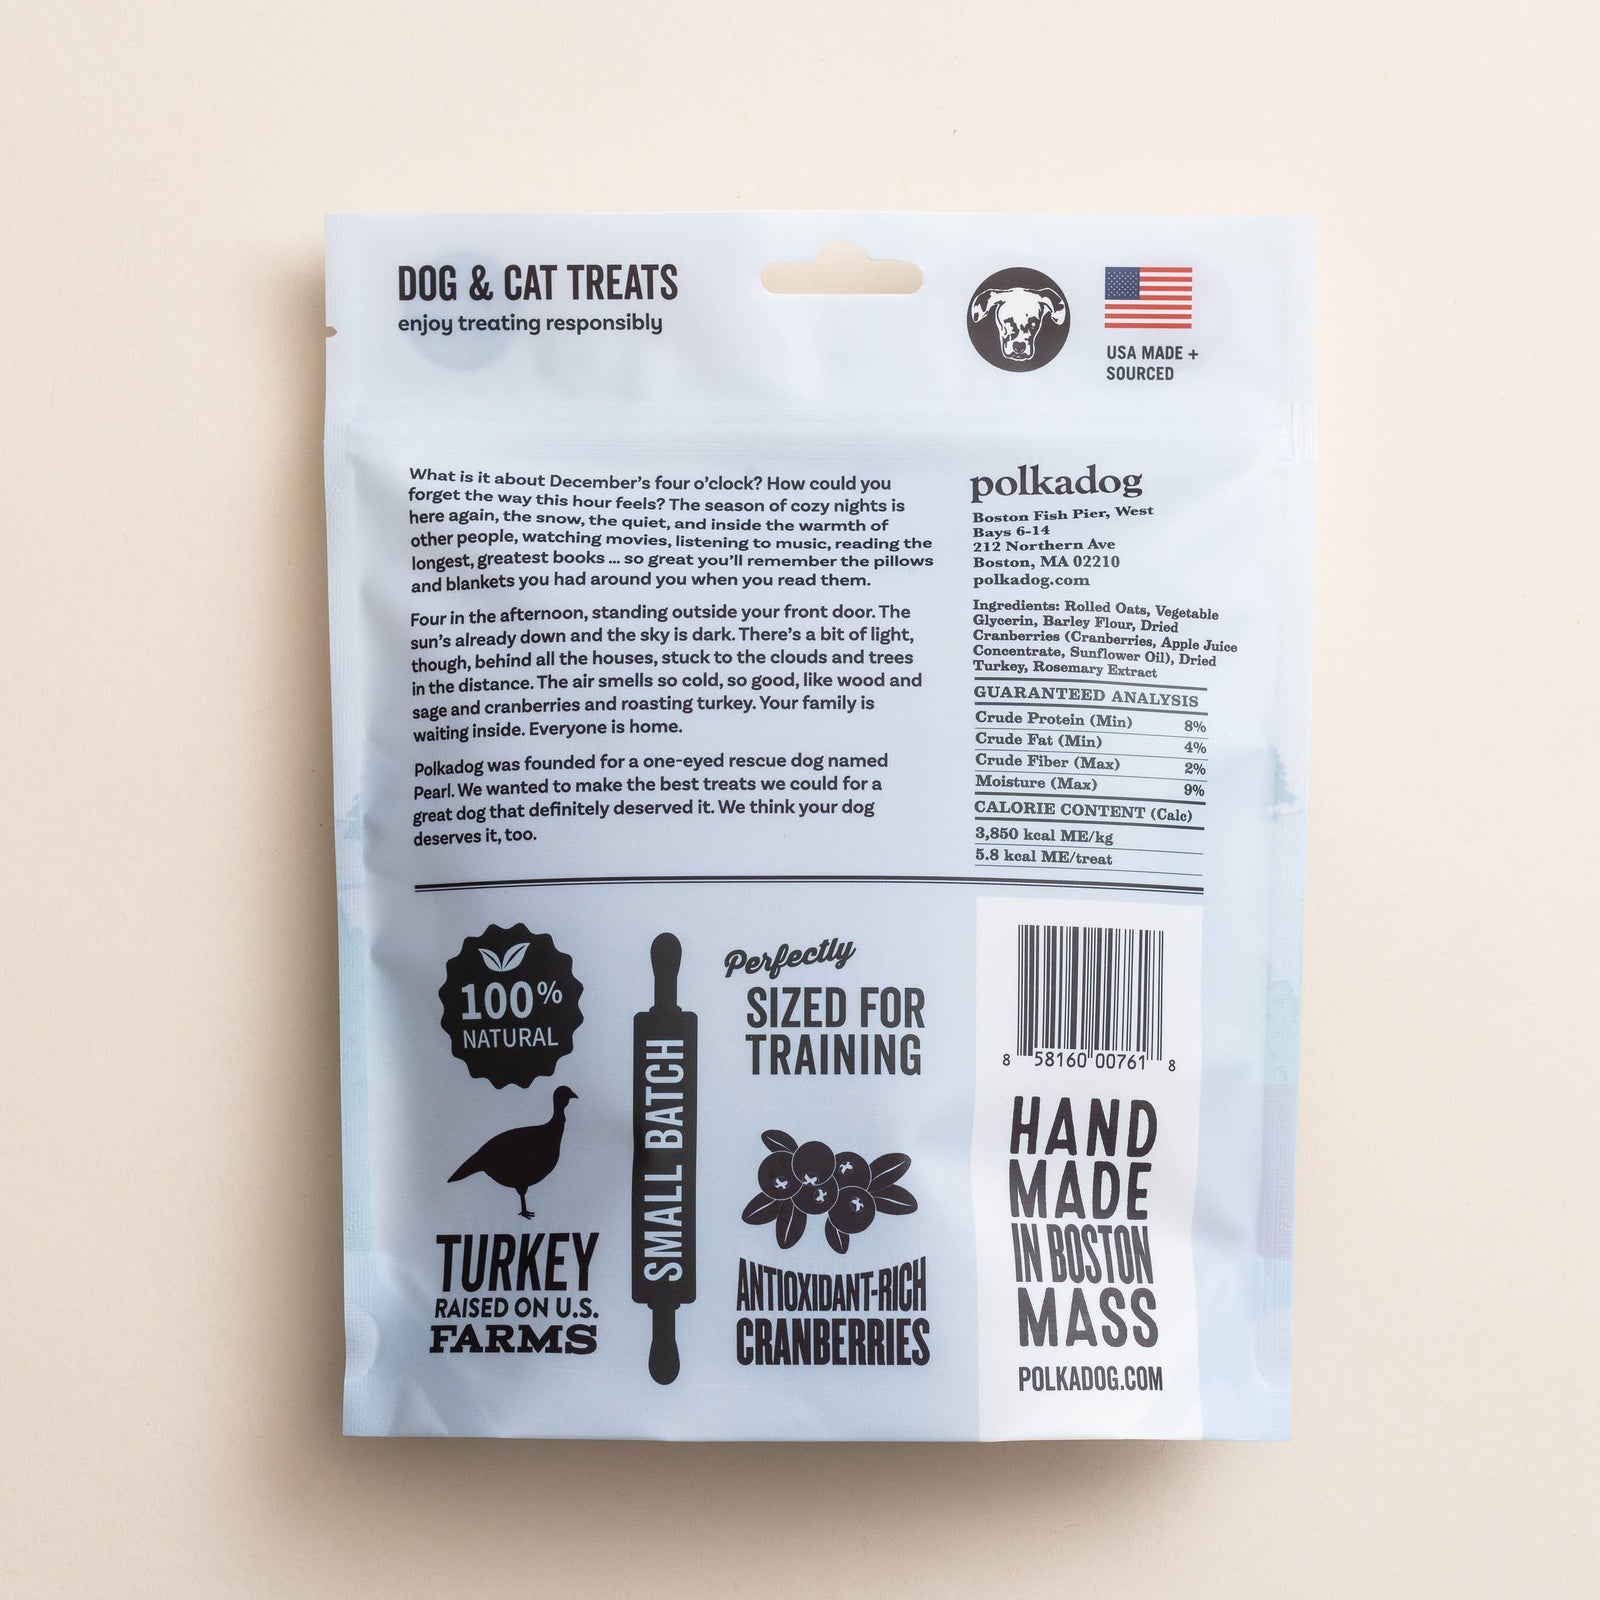 DOG & CAT TREATS
enjoy treating responsibly
USA MADE +
SOURCED
What is it about December's four o'clock? How could you
forget the way this hour feels? The season of cozy nights is
here again, the snow, the quiet, and inside the warmth of
other people, watching movies, listening to music, reading the
longest, greatest books ... so great you'll remember the pillows
and blankets you had around you when you read them.
Four in the afternoon, standing outside your front door. The
sun's already down and the sky is dark. There's a bit of light,
though, behind all the houses, stuck to the clouds and trees
in the distance. The air smells so cold, so good, like wood and
sage and cranberries and roasting turkey. Your family is
waiting inside. Everyone is home.
Polkadog was founded for a one-eyed rescue dog named
Pearl. We wanted to make the best treats we could for a
great dog that definitely deserved it. We think your dog
deserves it, too.
polkadog
Boston Fish Pier, West
Bays 6-14
212 Northern Ave
Boston, MA 02210
polkadog.com
Ingredients: Rolled Oats, Vegetable
Glycerin, Barley Flour, Dried
Cranberries (Cranberries, Apple Juice
Concentrate, Sunflower Oil), Dried
Turkey, Rosemary Extract
GUARANTEED ANALYSIS
Crude Protein (Min) 8%
Crude Fat (Min) 4%
Crude Fiber (Max) 2%
Moisture (Max) 9%
CALORIE CONTENT (Calc)
3,850 kcal ME/kg
5.8 kcal ME/treat
100%
NATURAL
TURKEY
RAISED ON U.S.
FARMS
SMALL BATCH
Perfectly
SIZED FOR
TRAINING
ANTIOXIDANT-RICH
CRANBERRIES
8 58160 00761 8
HAND
MADE
IN BOSTON
MASS
POLKADOG.COM